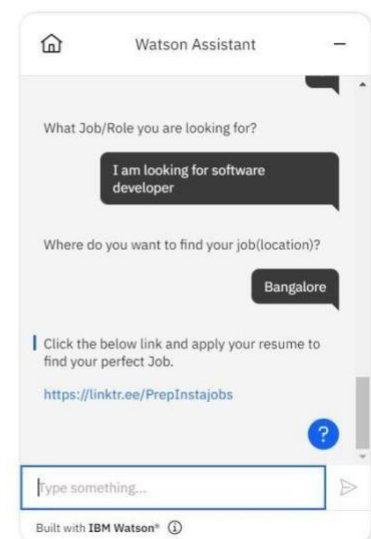 Watson Assistant
What Job/Role you are looking for?
I am looking for software
developer
Where do you want to find your job(location)?
Bangalore
Click the below link and apply your resume to
find your perfect Job.
https://linktr.ee/PrepInstajobs
?
Type something...
Built with IBM Watson®